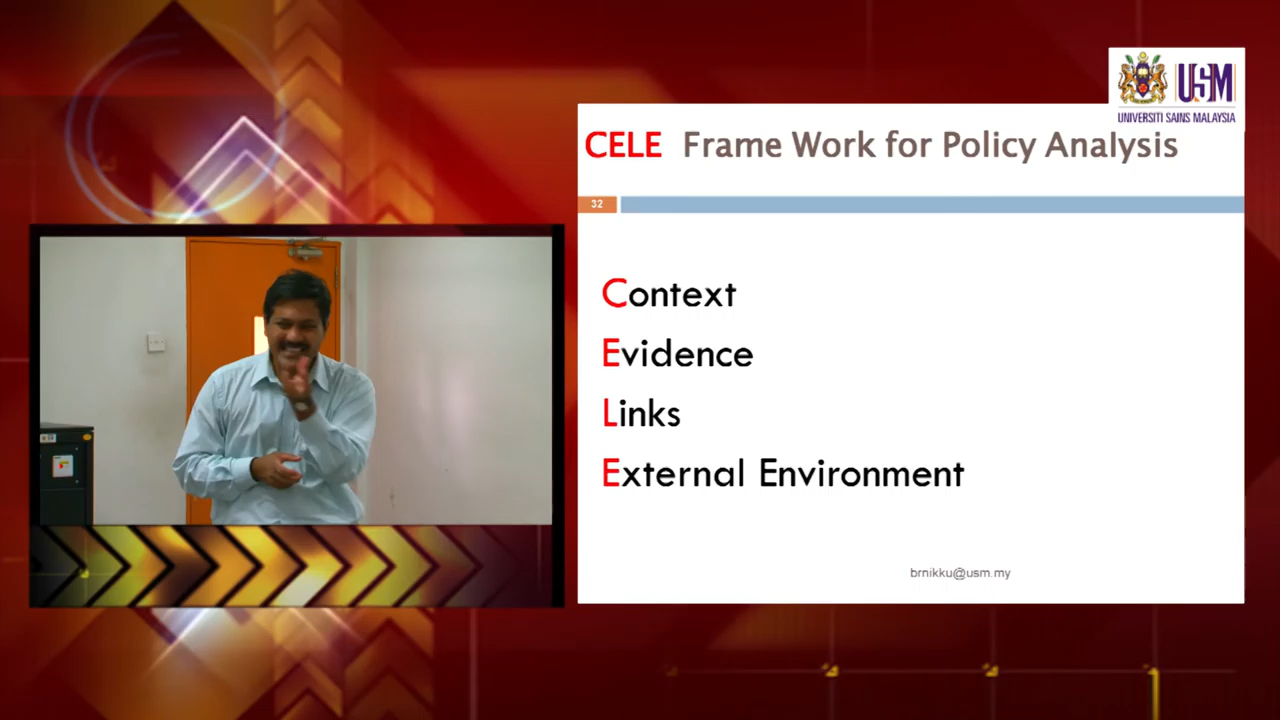 USM
UNIVERSITI SAINS MALAYSIA
CELE Frame Work for Policy Analysis
32
Context
Evidence
Links
External Environment
brnikku@usm.my